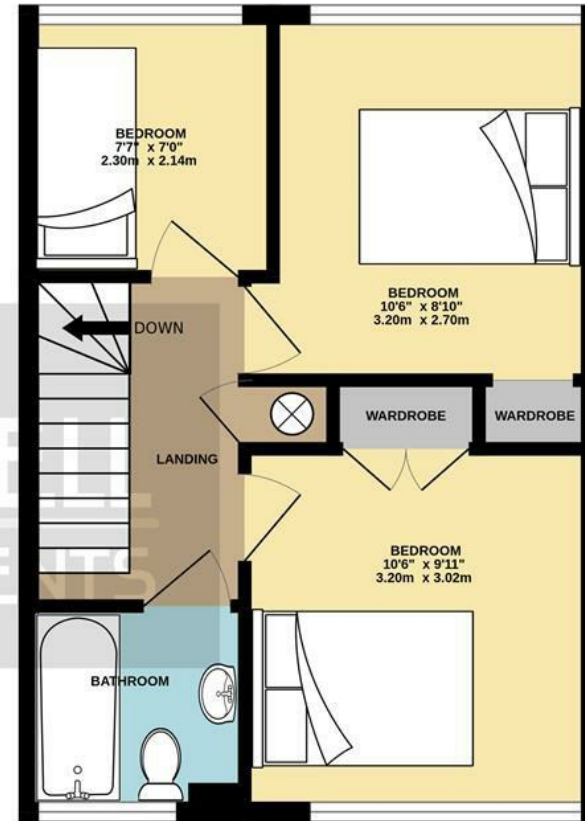 BEDROOM
7'7" x 7'0"
2.30m x 2.14m
BEDROOM
10'6" x 8'10"
3.20m x 2.70m
DOWN
WARDROBE
WARDROBE
LANDING
BEDROOM
10'6" x 9'11"
3.20m x 3.02m
BATHROOM